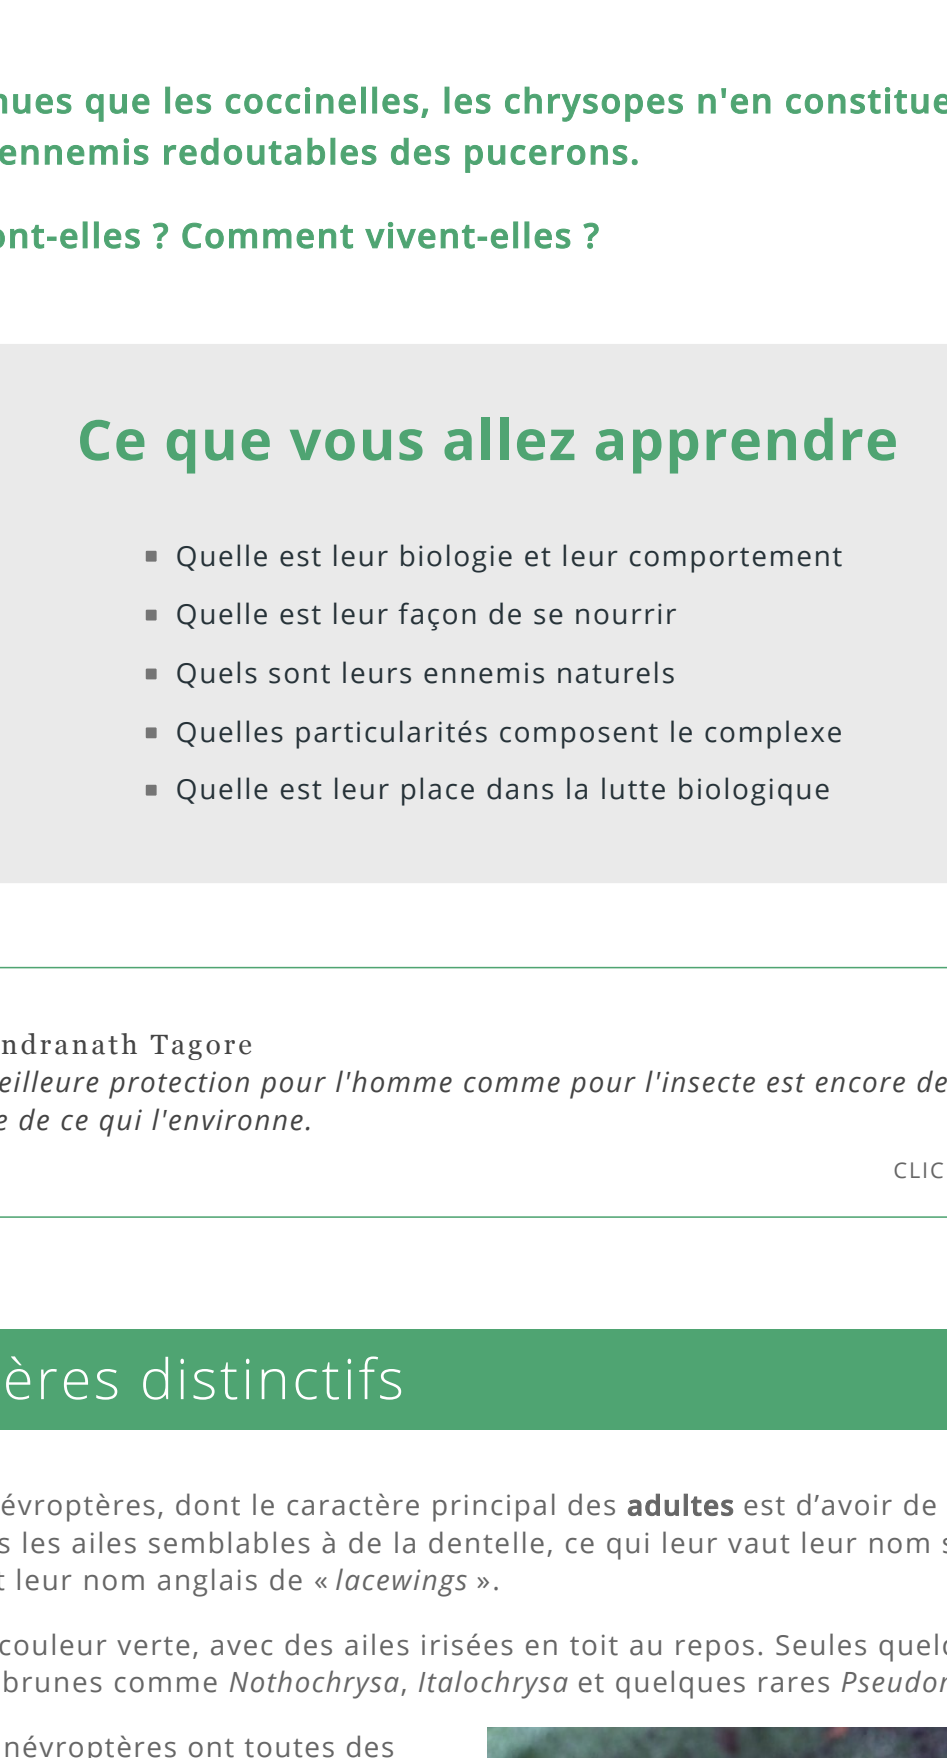 nues que les coccinelles, les chrysopes n'en constitue
ennemis redoutables des pucerons.
ont-elles ? Comment vivent-elles ?
Ce que vous allez apprendre
Quelle est leur biologie et leur comportement
Quelle est leur façon de se nourrir
Quels sont leurs ennemis naturels
Quelles particularités composent le complexe
Quelle est leur place dans la lutte biologique
ndranath Tagore
eilleure protection pour l'homme comme pour l'insecte est encore de
e de ce qui l'environne.
CLIC
ères distinctifs
évroptères, dont le caractère principal des adultes est d’avoir de
s les ailes semblables à de la dentelle, ce qui leur vaut leur nom s
t leur nom anglais de « lacewings ».
couleur verte, avec des ailes irisées en toit au repos. Seules quelq
brunes comme Nothochrysa, Italochrysa et quelques rares Pseudom
névroptères ont toutes des